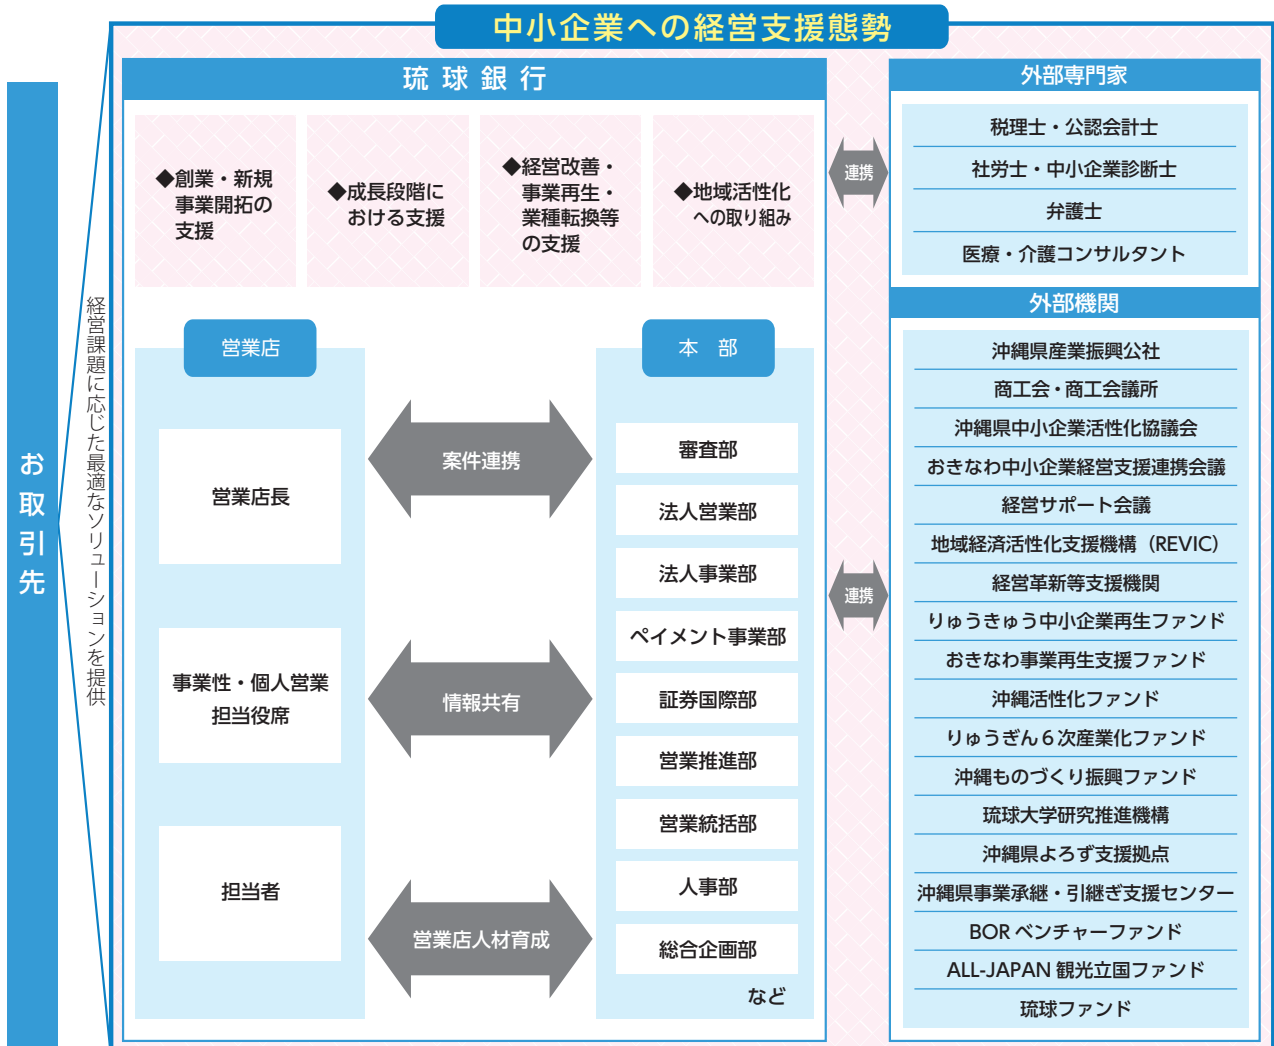 中小企業への経営支援態勢
お取引先
経営課題に応じた最適なソリューションを提供
琉球銀行
◆創業・新規
事業開拓の
支援
◆成長段階に
おける支援
◆経営改善・
事業再生・
業種転換等
の支援
◆地域活性化
への取り組み
営業店
営業店長
事業性・個人営業
担当役席
担当者
案件連携
情報共有
営業店人材育成
本部
審査部
法人営業部
法人事業部
ペイメント事業部
証券国際部
営業推進部
営業統括部
人事部
総合企画部
など
連携
連携
外部専門家
税理士・公認会計士
社労士・中小企業診断士
弁護士
医療・介護コンサルタント
外部機関
沖縄県産業振興公社
商工会・商工会議所
沖縄県中小企業活性化協議会
おきなわ中小企業経営支援連携会議
経営サポート会議
地域経済活性化支援機構（REVIC）
経営革新等支援機関
りゅうきゅう中小企業再生ファンド
おきなわ事業再生支援ファンド
沖縄活性化ファンド
りゅうぎん６次産業化ファンド
沖縄ものづくり振興ファンド
琉球大学研究推進機構
沖縄県よろず支援拠点
沖縄県事業承継・引継ぎ支援センター
BOR ベンチャーファンド
ALL-JAPAN 観光立国ファンド
琉球ファンド